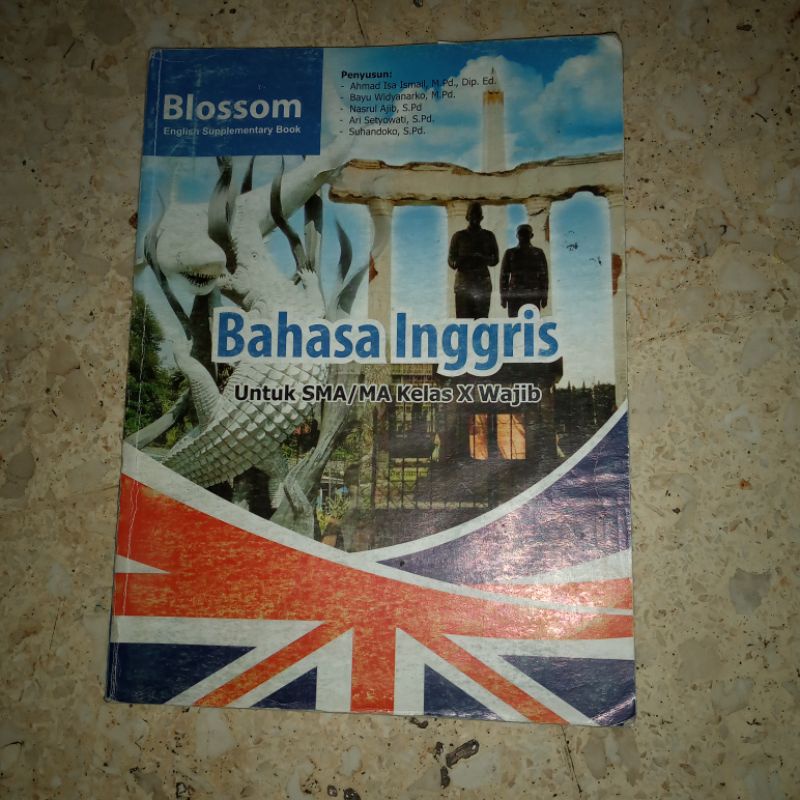 Blossom
English Supplementary Book
Penyusun:
- Ahmad Isa Ismail, M.Pd., Dip. Ed.
- Bayu Widyanarko, M.Pd.
- Nasrul Ajib, S.Pd
- Ari Setyowati, S.Pd.
- Suhandoko, S.Pd.
Bahasa Inggris
Untuk SMA/MA Kelas X Wajib